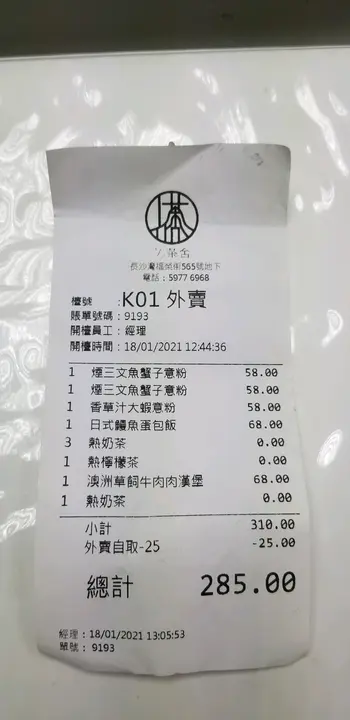 茶舍
長沙灣福榮街565號地下
電話：5977 6968
檯號 :K01 外賣
賬單號碼：9193
開檯員工：經理
開檯時間：18/01/2021 12:44:36
1 煙三文魚蟹子意粉 58.00
1 煙三文魚蟹子意粉 58.00
1 香草汁大蝦意粉 58.00
1 日式鰻魚蛋包飯 68.00
3 熱奶茶 0.00
1 熱檸檬茶 0.00
1 澳洲草飼牛肉肉漢堡 68.00
1 熱奶茶 0.00
小計 310.00
外賣自取-25 -25.00
總計 285.00
經理：18/01/2021 13:05:53
單號： 9193